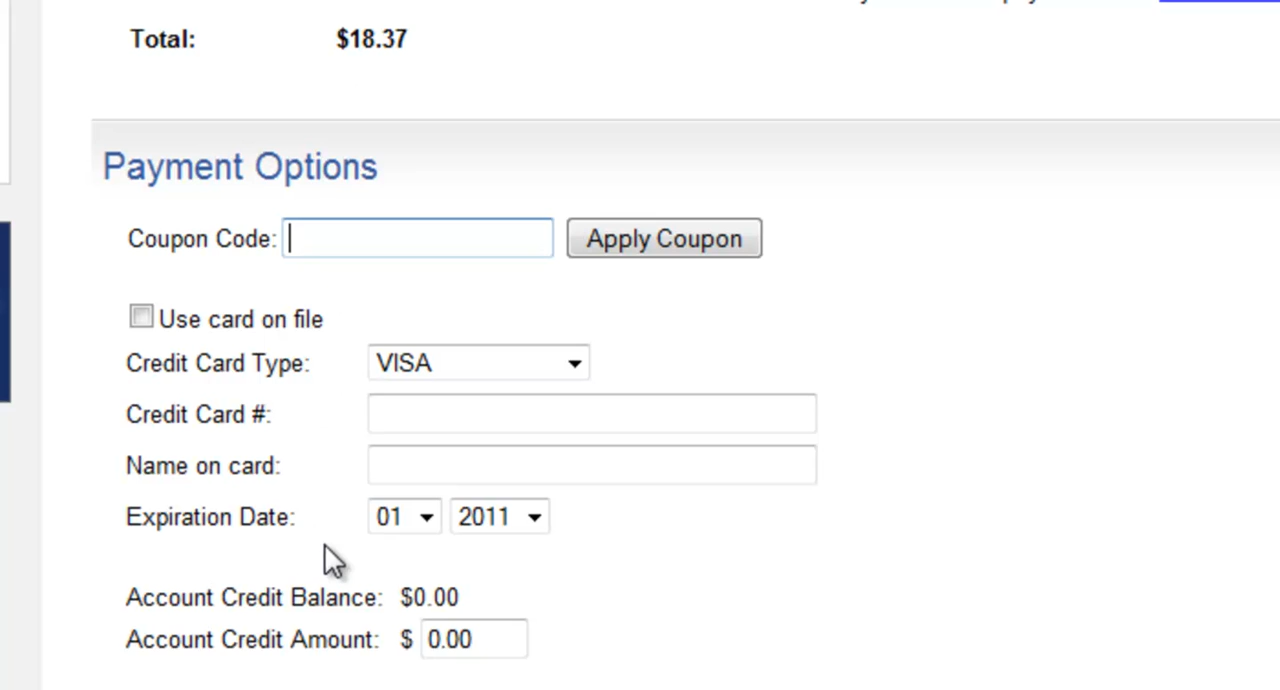 Total: $18.37
Payment Options
Coupon Code: Apply Coupon
Use card on file
Credit Card Type: VISA
Credit Card #:
Name on card:
Expiration Date: 01 2011
Account Credit Balance: $0.00
Account Credit Amount: $ 0.00